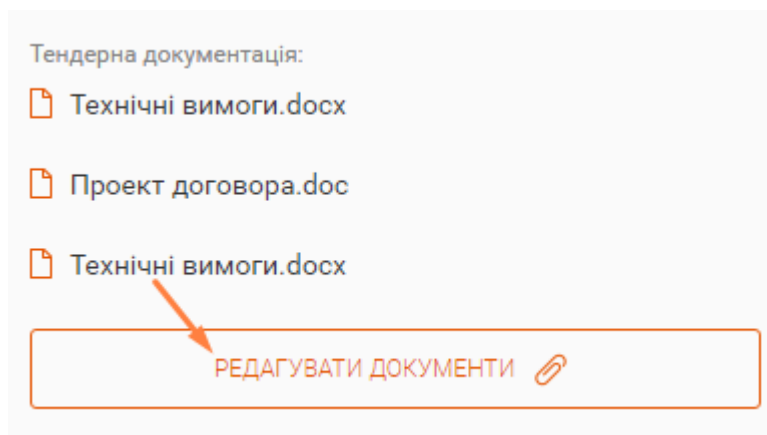 Тендерна документація:
Технічні вимоги.docx
Проект договора.doc
Технічні вимоги.docx
РЕДАГУВАТИ ДОКУМЕНТИ